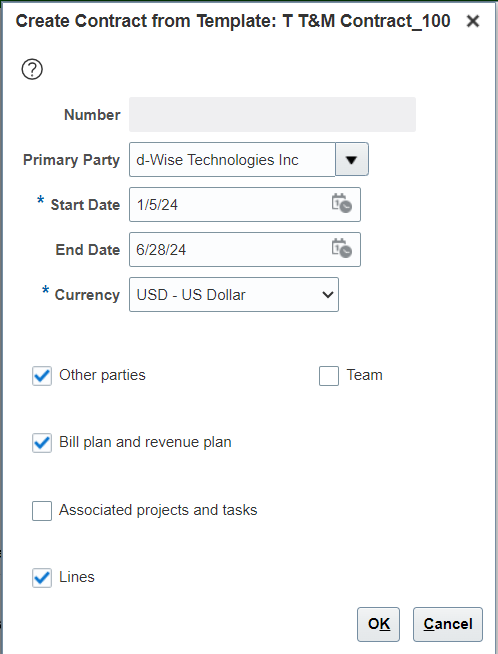 Create Contract from Template: T T&M Contract_100
Number
Primary Party d-Wise Technologies Inc
* Start Date 1/5/24
End Date 6/28/24
* Currency USD - US Dollar
Other parties Team
Bill plan and revenue plan
Associated projects and tasks
Lines
OK Cancel